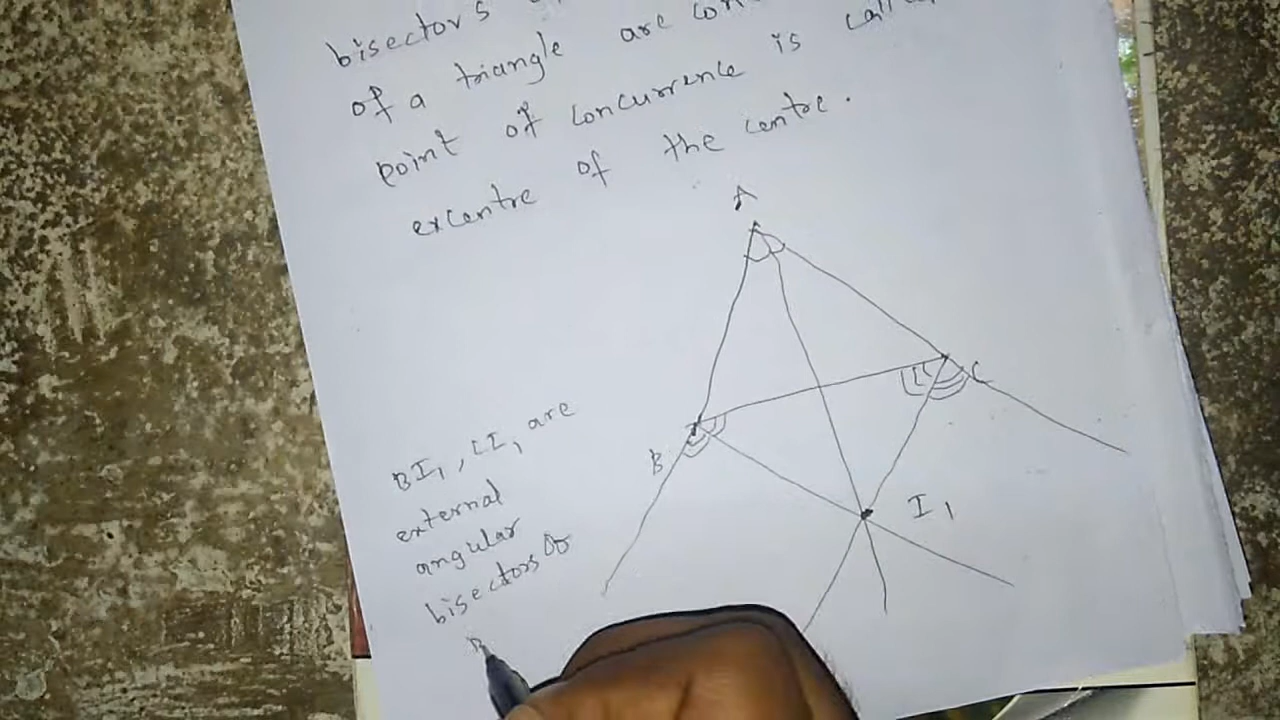 bisectors
of a triangle are
point of concurrence is
excentre of the centre.
A
B
C
I1
BI1, CI1 are
external
angular
bisectors of